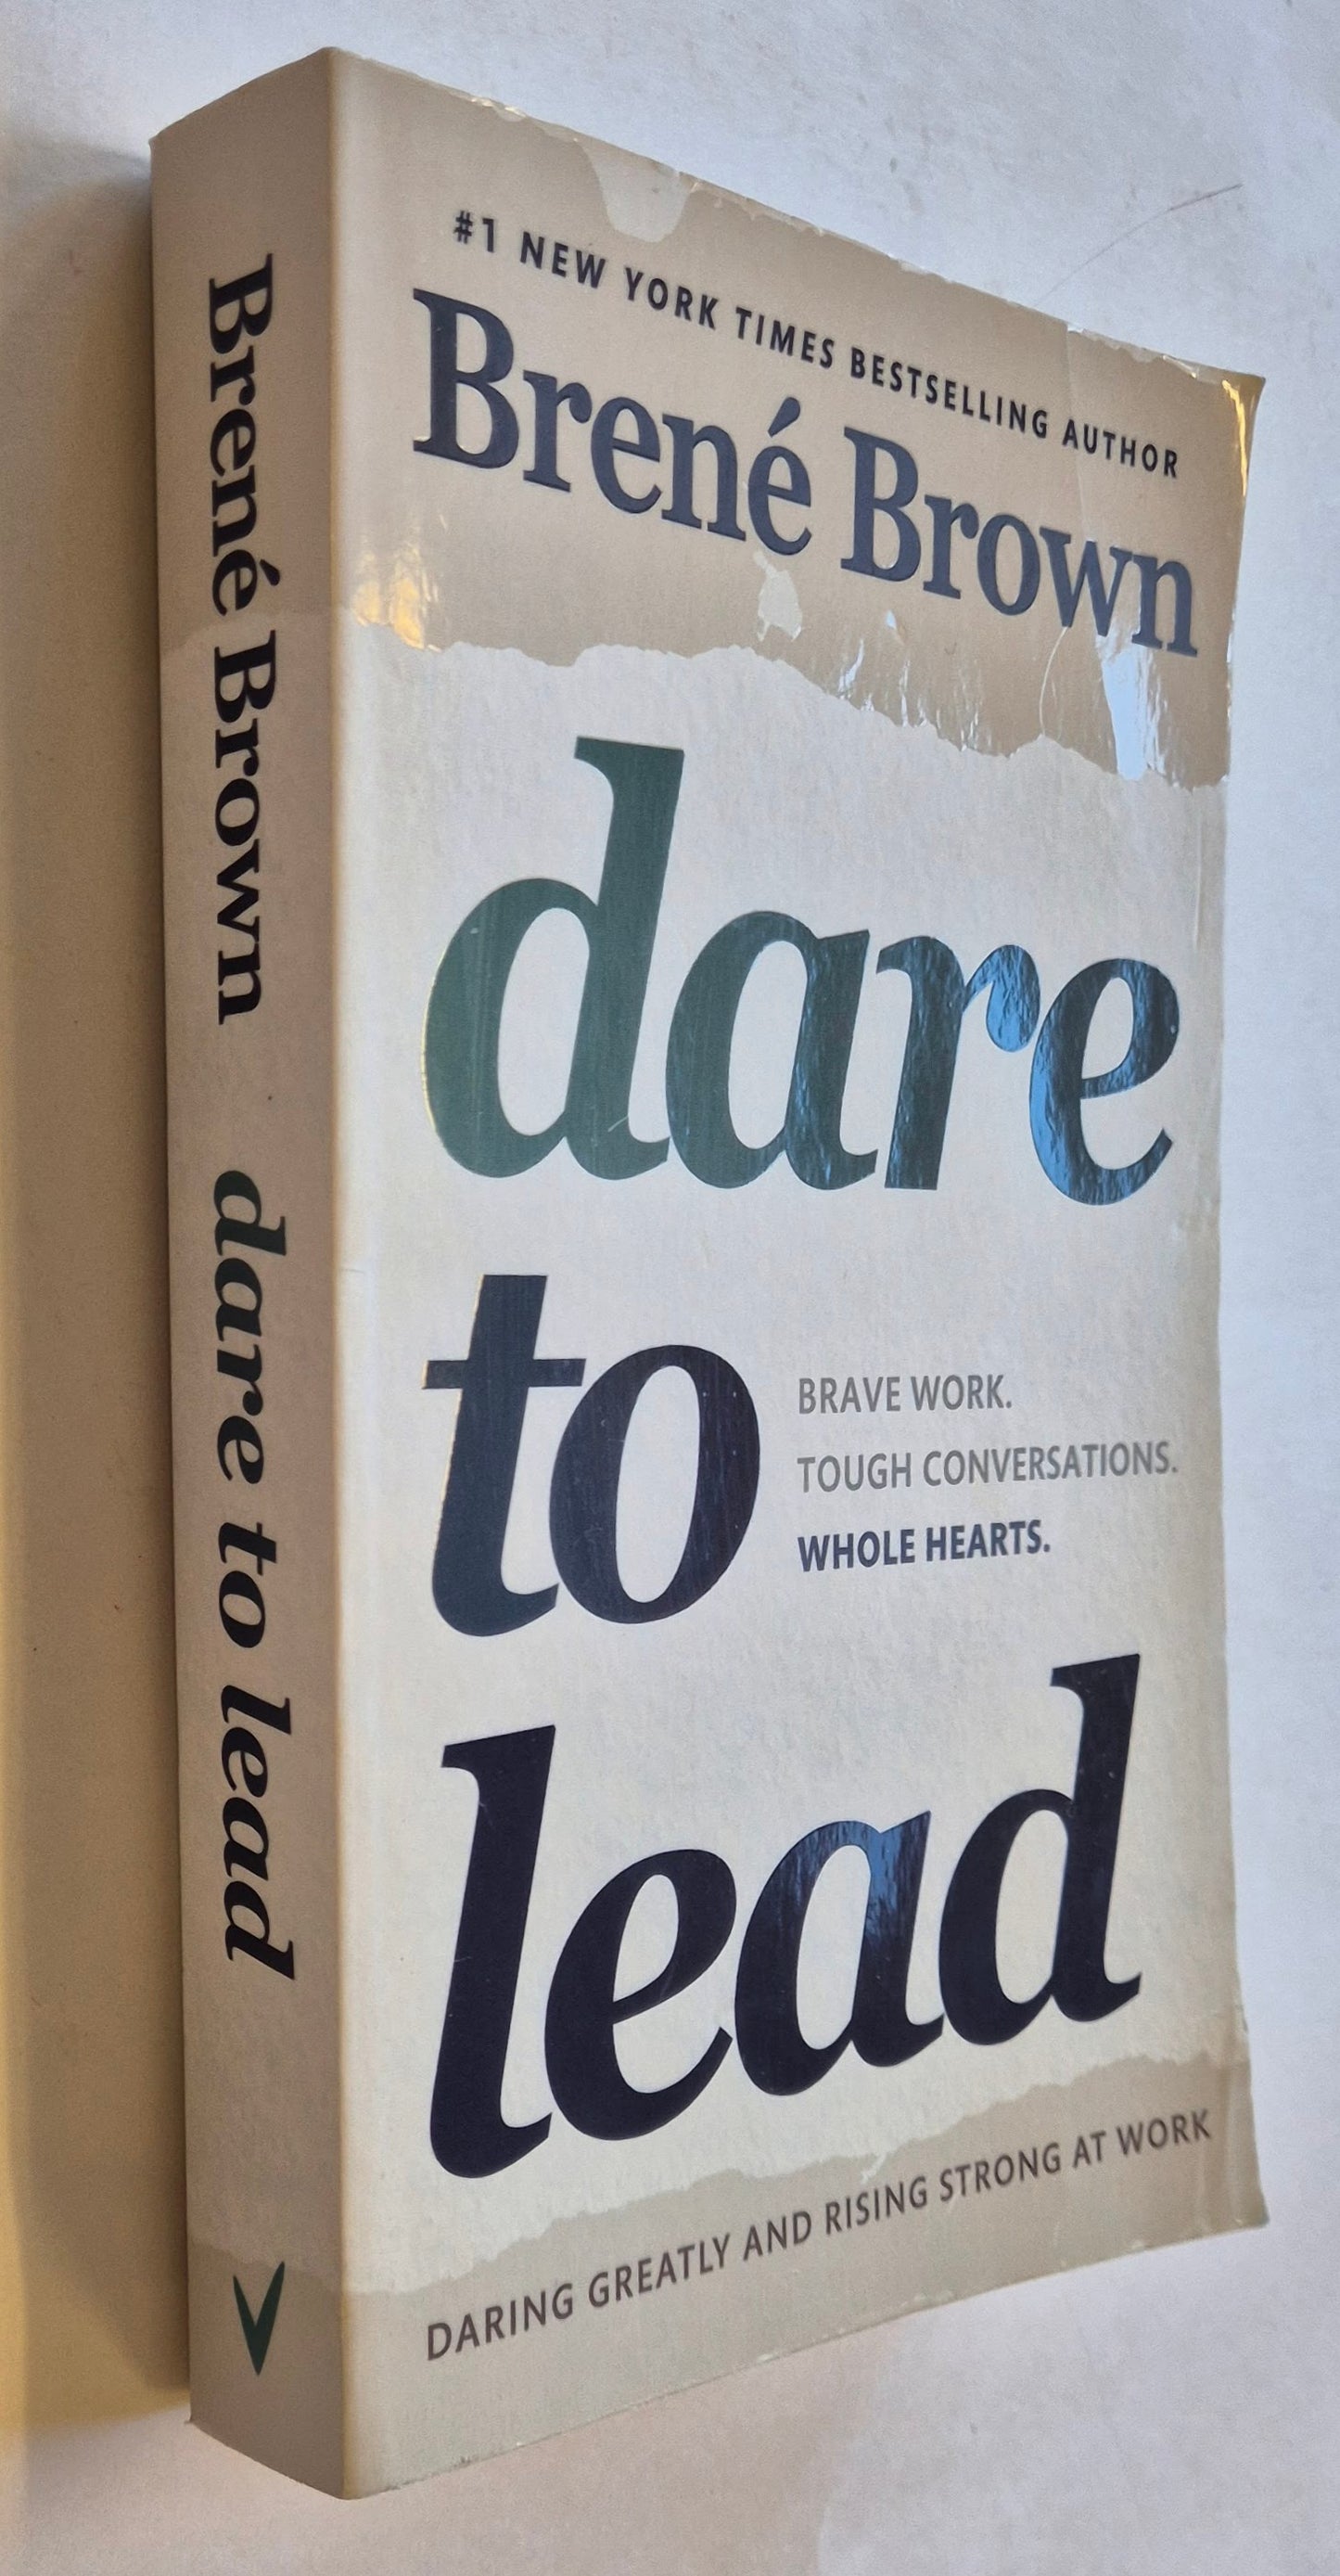 Brené Brown dare to lead
#1 NEW YORK TIMES BESTSELLING AUTHOR
Brené Brown
dare
to
BRAVE WORK.
TOUGH CONVERSATIONS.
WHOLE HEARTS.
lead
DARING GREATLY AND RISING STRONG AT WORK